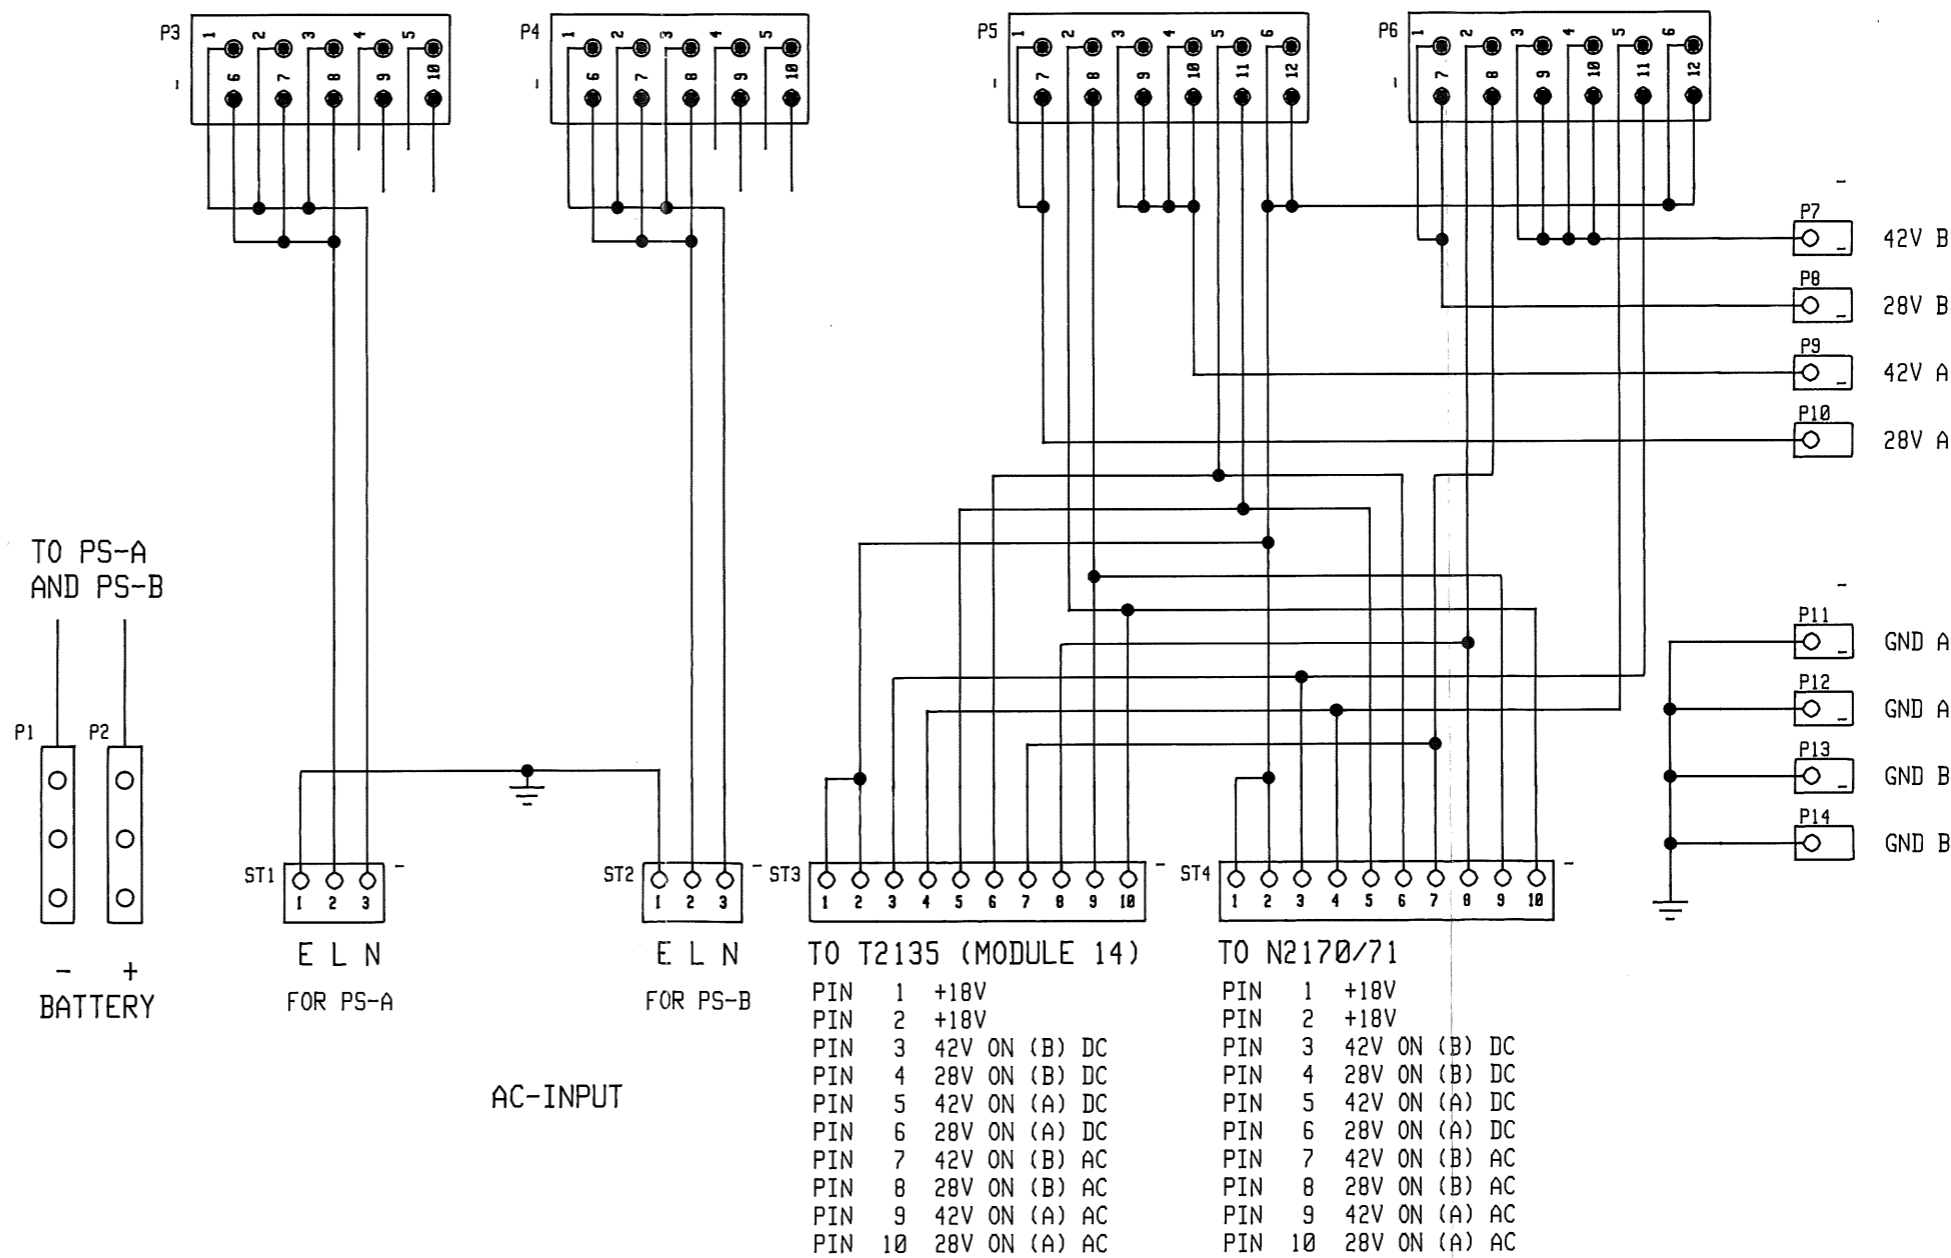 P3 1 2 3 4 5
6 7 8 9 10
P4 1 2 3 4 5
6 7 8 9 10
P5 1 2 3 4 5 6
7 8 9 10 11 12
P6 1 2 3 4 5 6
7 8 9 10 11 12
P7
42V B
P8
28V B
P9
42V A
P10
28V A
TO PS-A
AND PS-B
P1 P2
- +
BATTERY
P11
GND A
P12
GND A
P13
GND B
P14
GND B
ST1
1 2 3
E L N
FOR PS-A
ST2
1 2 3
E L N
FOR PS-B
AC-INPUT
ST3
1 2 3 4 5 6 7 8 9 10
TO T2135 (MODULE 14)
PIN 1 +18V
PIN 2 +18V
PIN 3 42V ON (B) DC
PIN 4 28V ON (B) DC
PIN 5 42V ON (A) DC
PIN 6 28V ON (A) DC
PIN 7 42V ON (B) AC
PIN 8 28V ON (B) AC
PIN 9 42V ON (A) AC
PIN 10 28V ON (A) AC
ST4
1 2 3 4 5 6 7 8 9 10
TO N2170/71
PIN 1 +18V
PIN 2 +18V
PIN 3 42V ON (B) DC
PIN 4 28V ON (B) DC
PIN 5 42V ON (A) DC
PIN 6 28V ON (A) DC
PIN 7 42V ON (B) AC
PIN 8 28V ON (B) AC
PIN 9 42V ON (A) AC
PIN 10 28V ON (A) AC